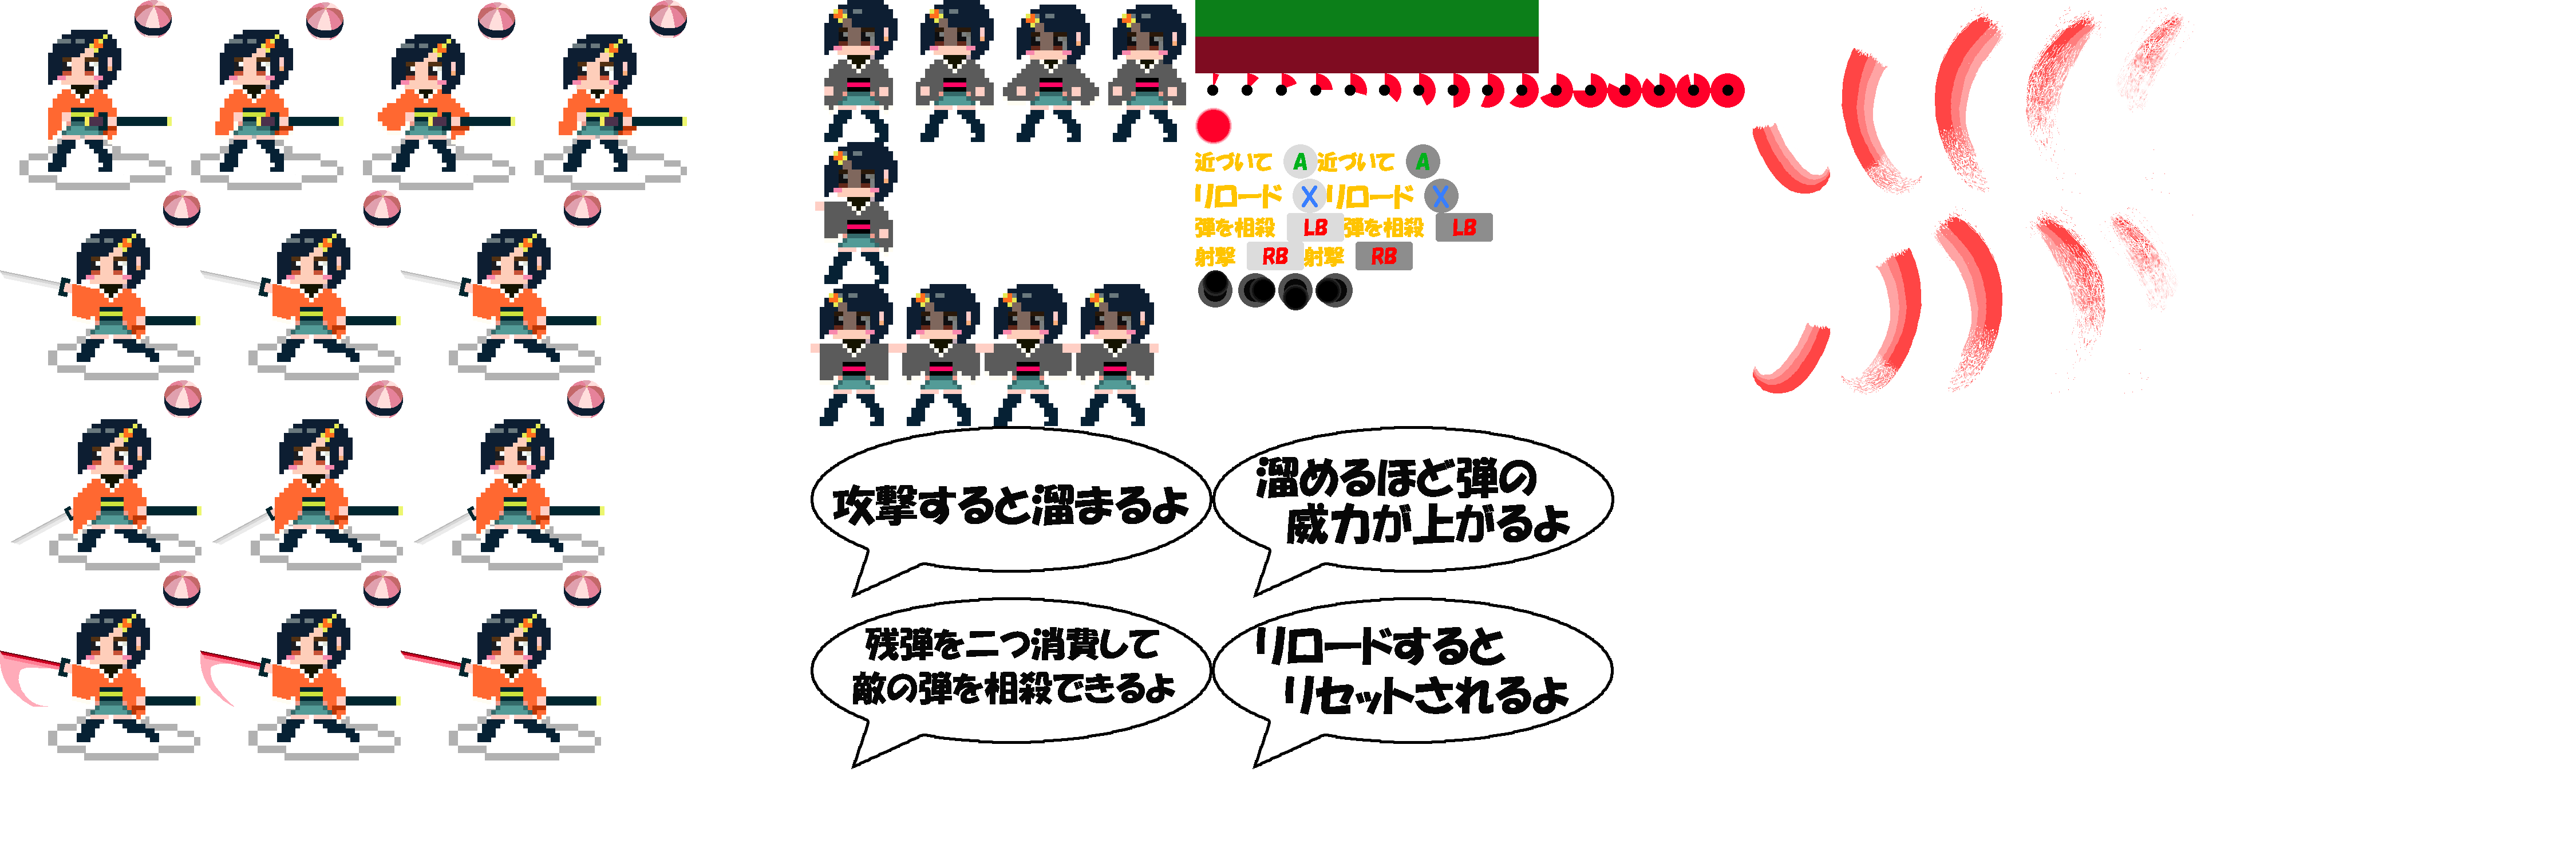 近づいて A 近づいて A
リロード X リロード X
弾を相殺 LB 弾を相殺 LB
射撃 RB 射撃 RB
攻撃すると溜まるよ
溜めるほど弾の
威力が上がるよ
残弾を二つ消費して
敵の弾を相殺できるよ
リロードすると
リセットされるよ